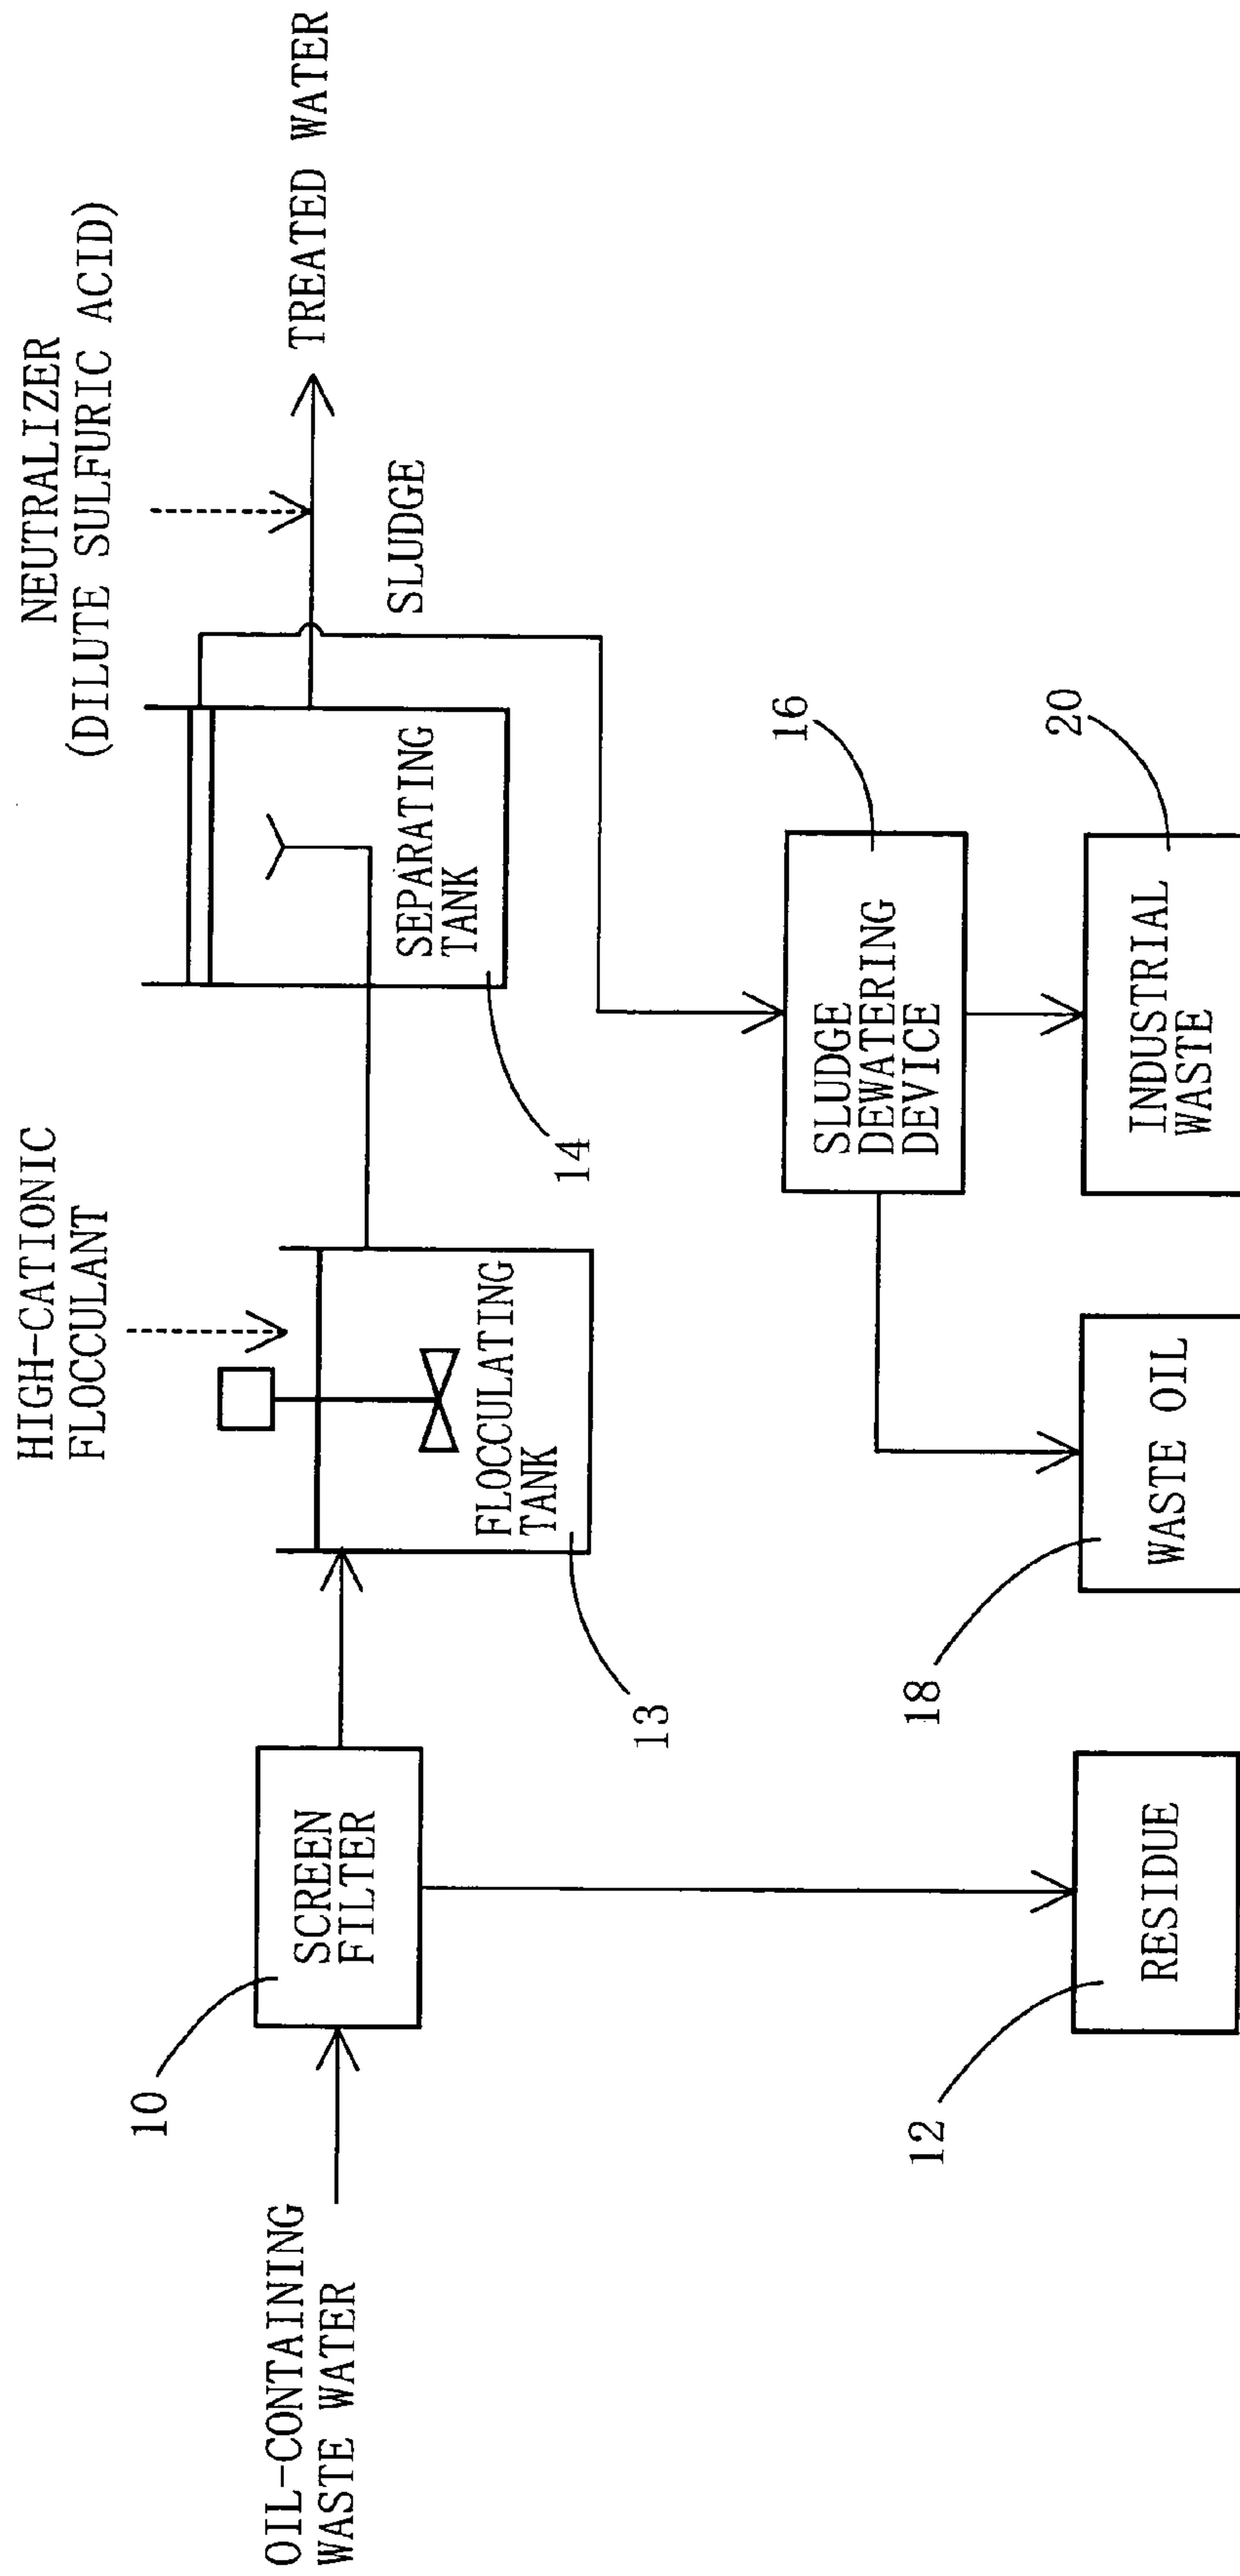 OIL-CONTAINING
WASTE WATER
10
SCREEN
FILTER
12
RESIDUE
HIGH-CATIONIC
FLOCCULANT
FLOCCULATING
TANK
13
NEUTRALIZER
(DILUTE SULFURIC ACID)
SEPARATING
TANK
14
TREATED WATER
SLUDGE
16
SLUDGE
DEWATERING
DEVICE
18
WASTE OIL
20
INDUSTRIAL
WASTE